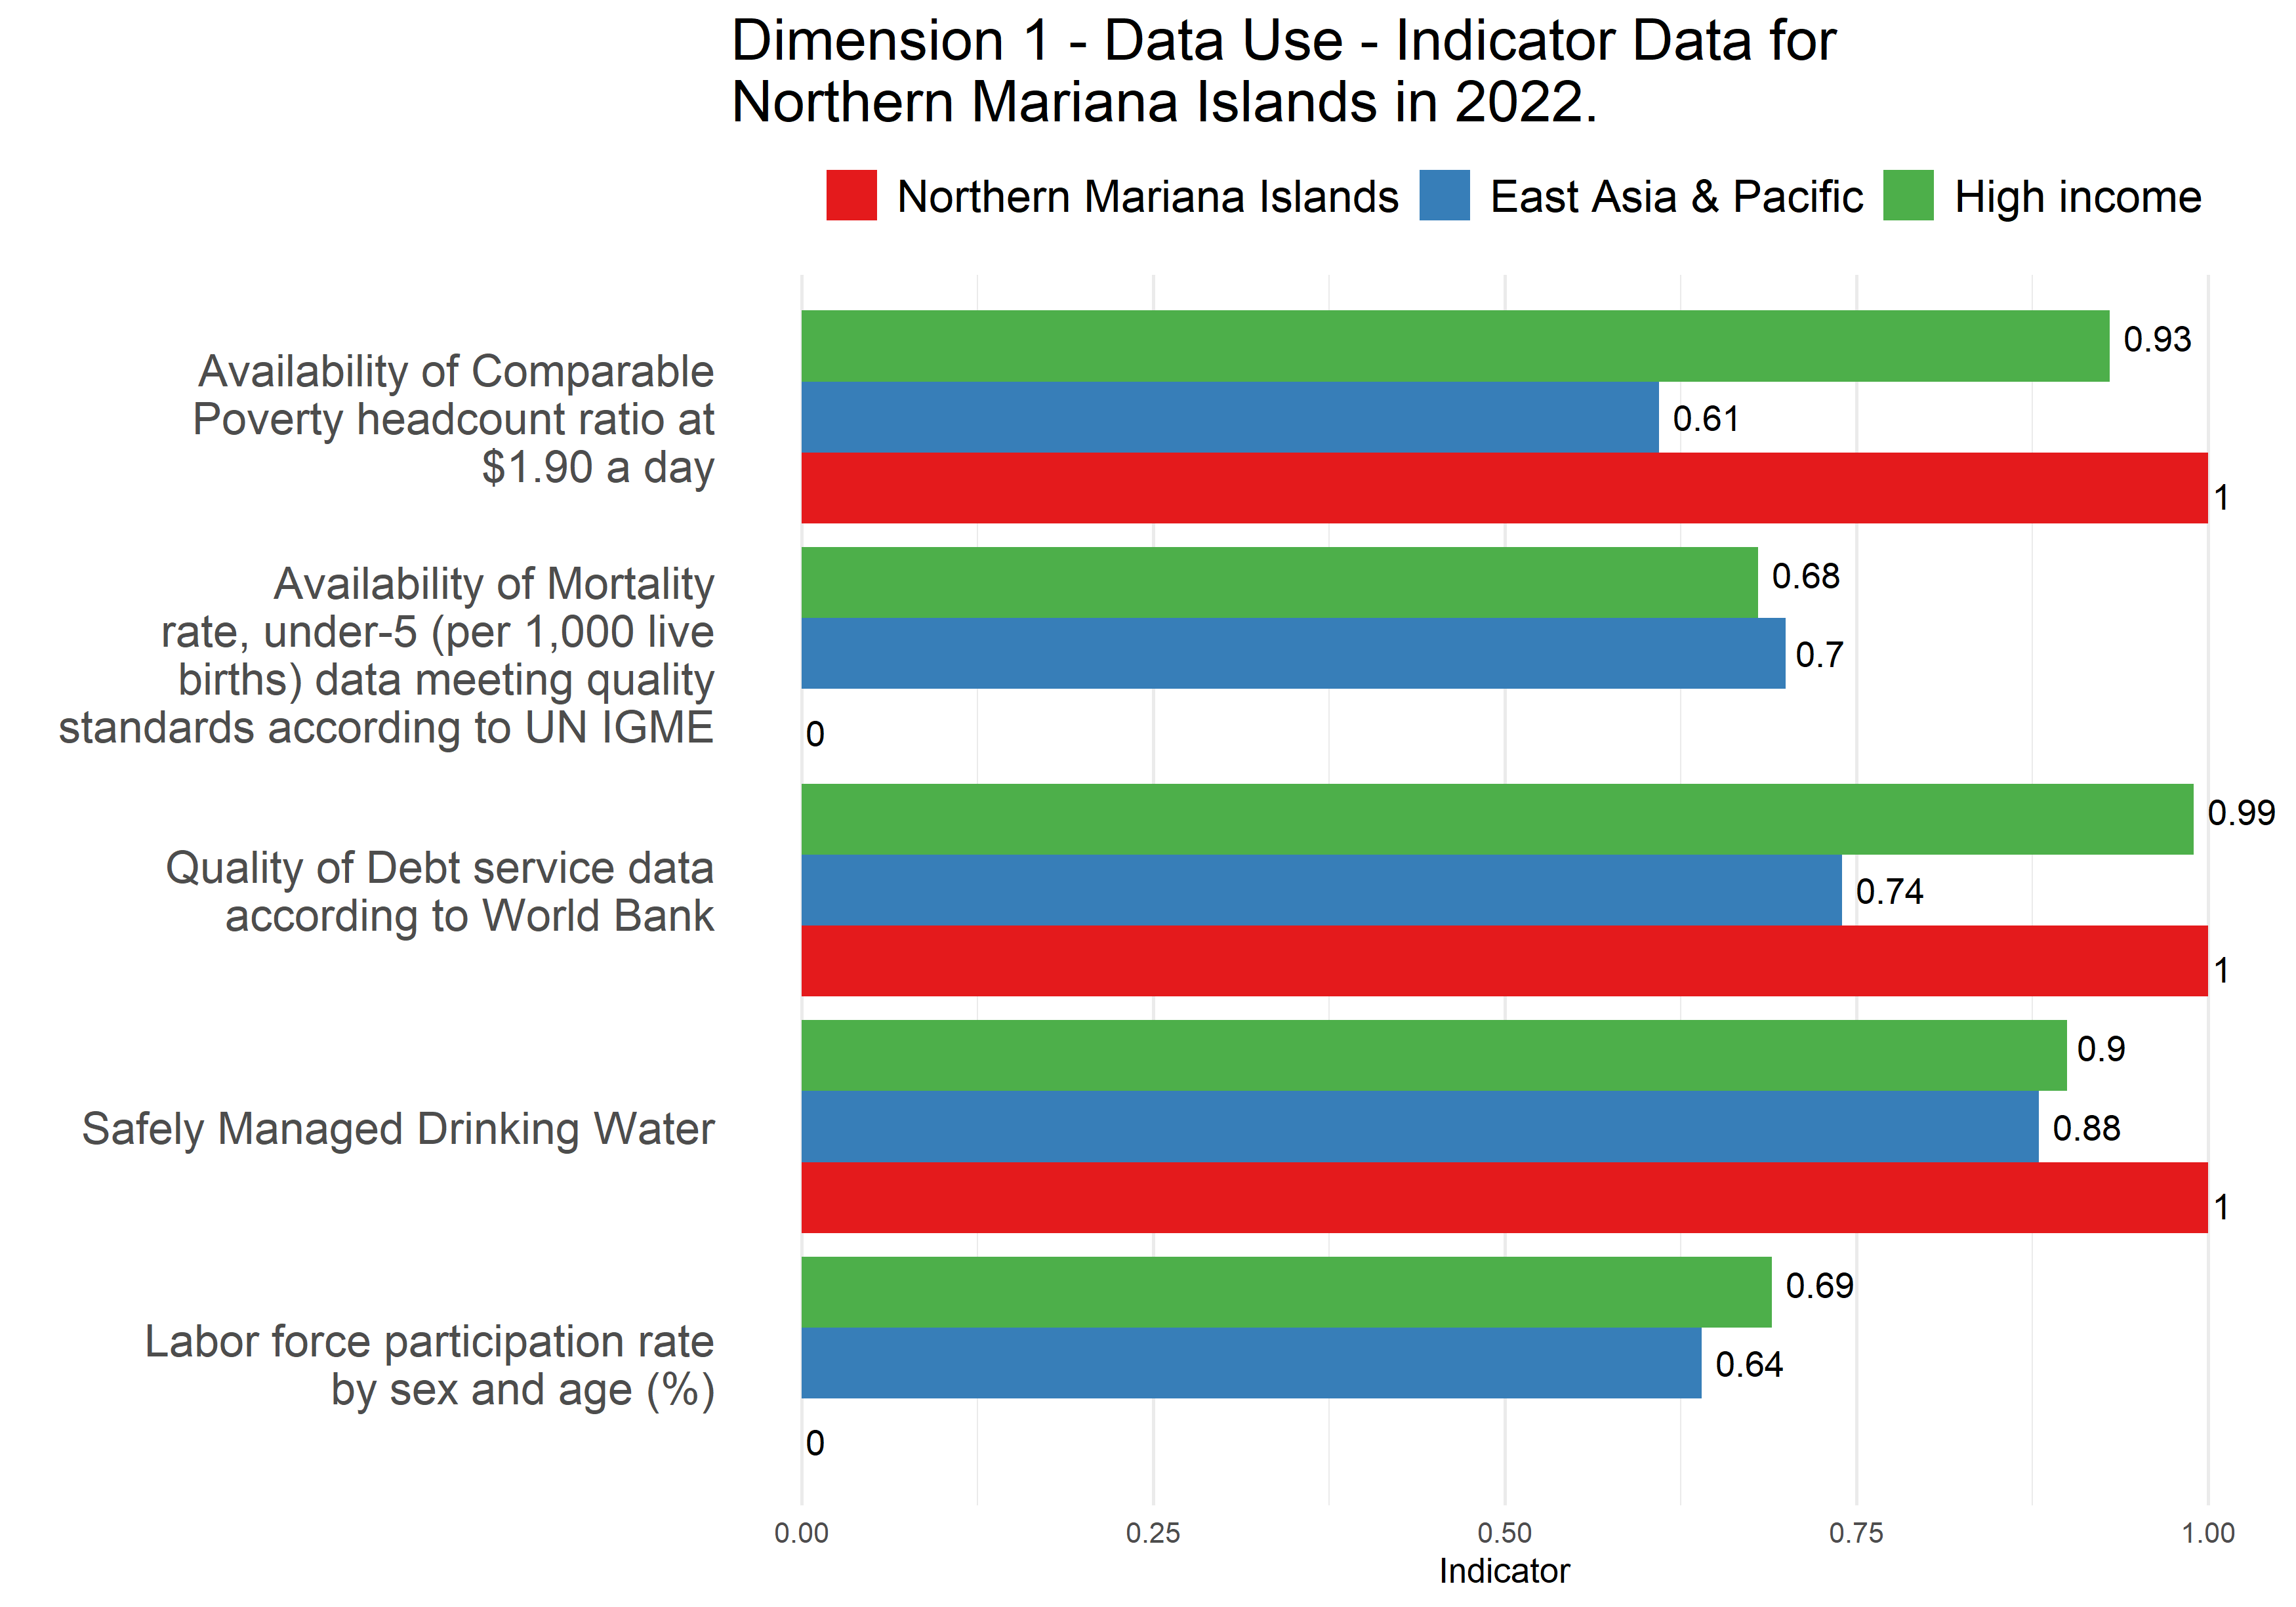 Dimension 1 - Data Use - Indicator Data for
Northern Mariana Islands in 2022.
Northern Mariana Islands East Asia & Pacific High income
Availability of Comparable
Poverty headcount ratio at
$1.90 a day
0.93
0.61
1
Availability of Mortality
rate, under-5 (per 1,000 live
births) data meeting quality
standards according to UN IGME
0.68
0.7
0
Quality of Debt service data
according to World Bank
0.99
0.74
1
Safely Managed Drinking Water
0.9
0.88
1
Labor force participation rate
by sex and age (%)
0.69
0.64
0
0.00 0.25 0.50 0.75 1.00
Indicator